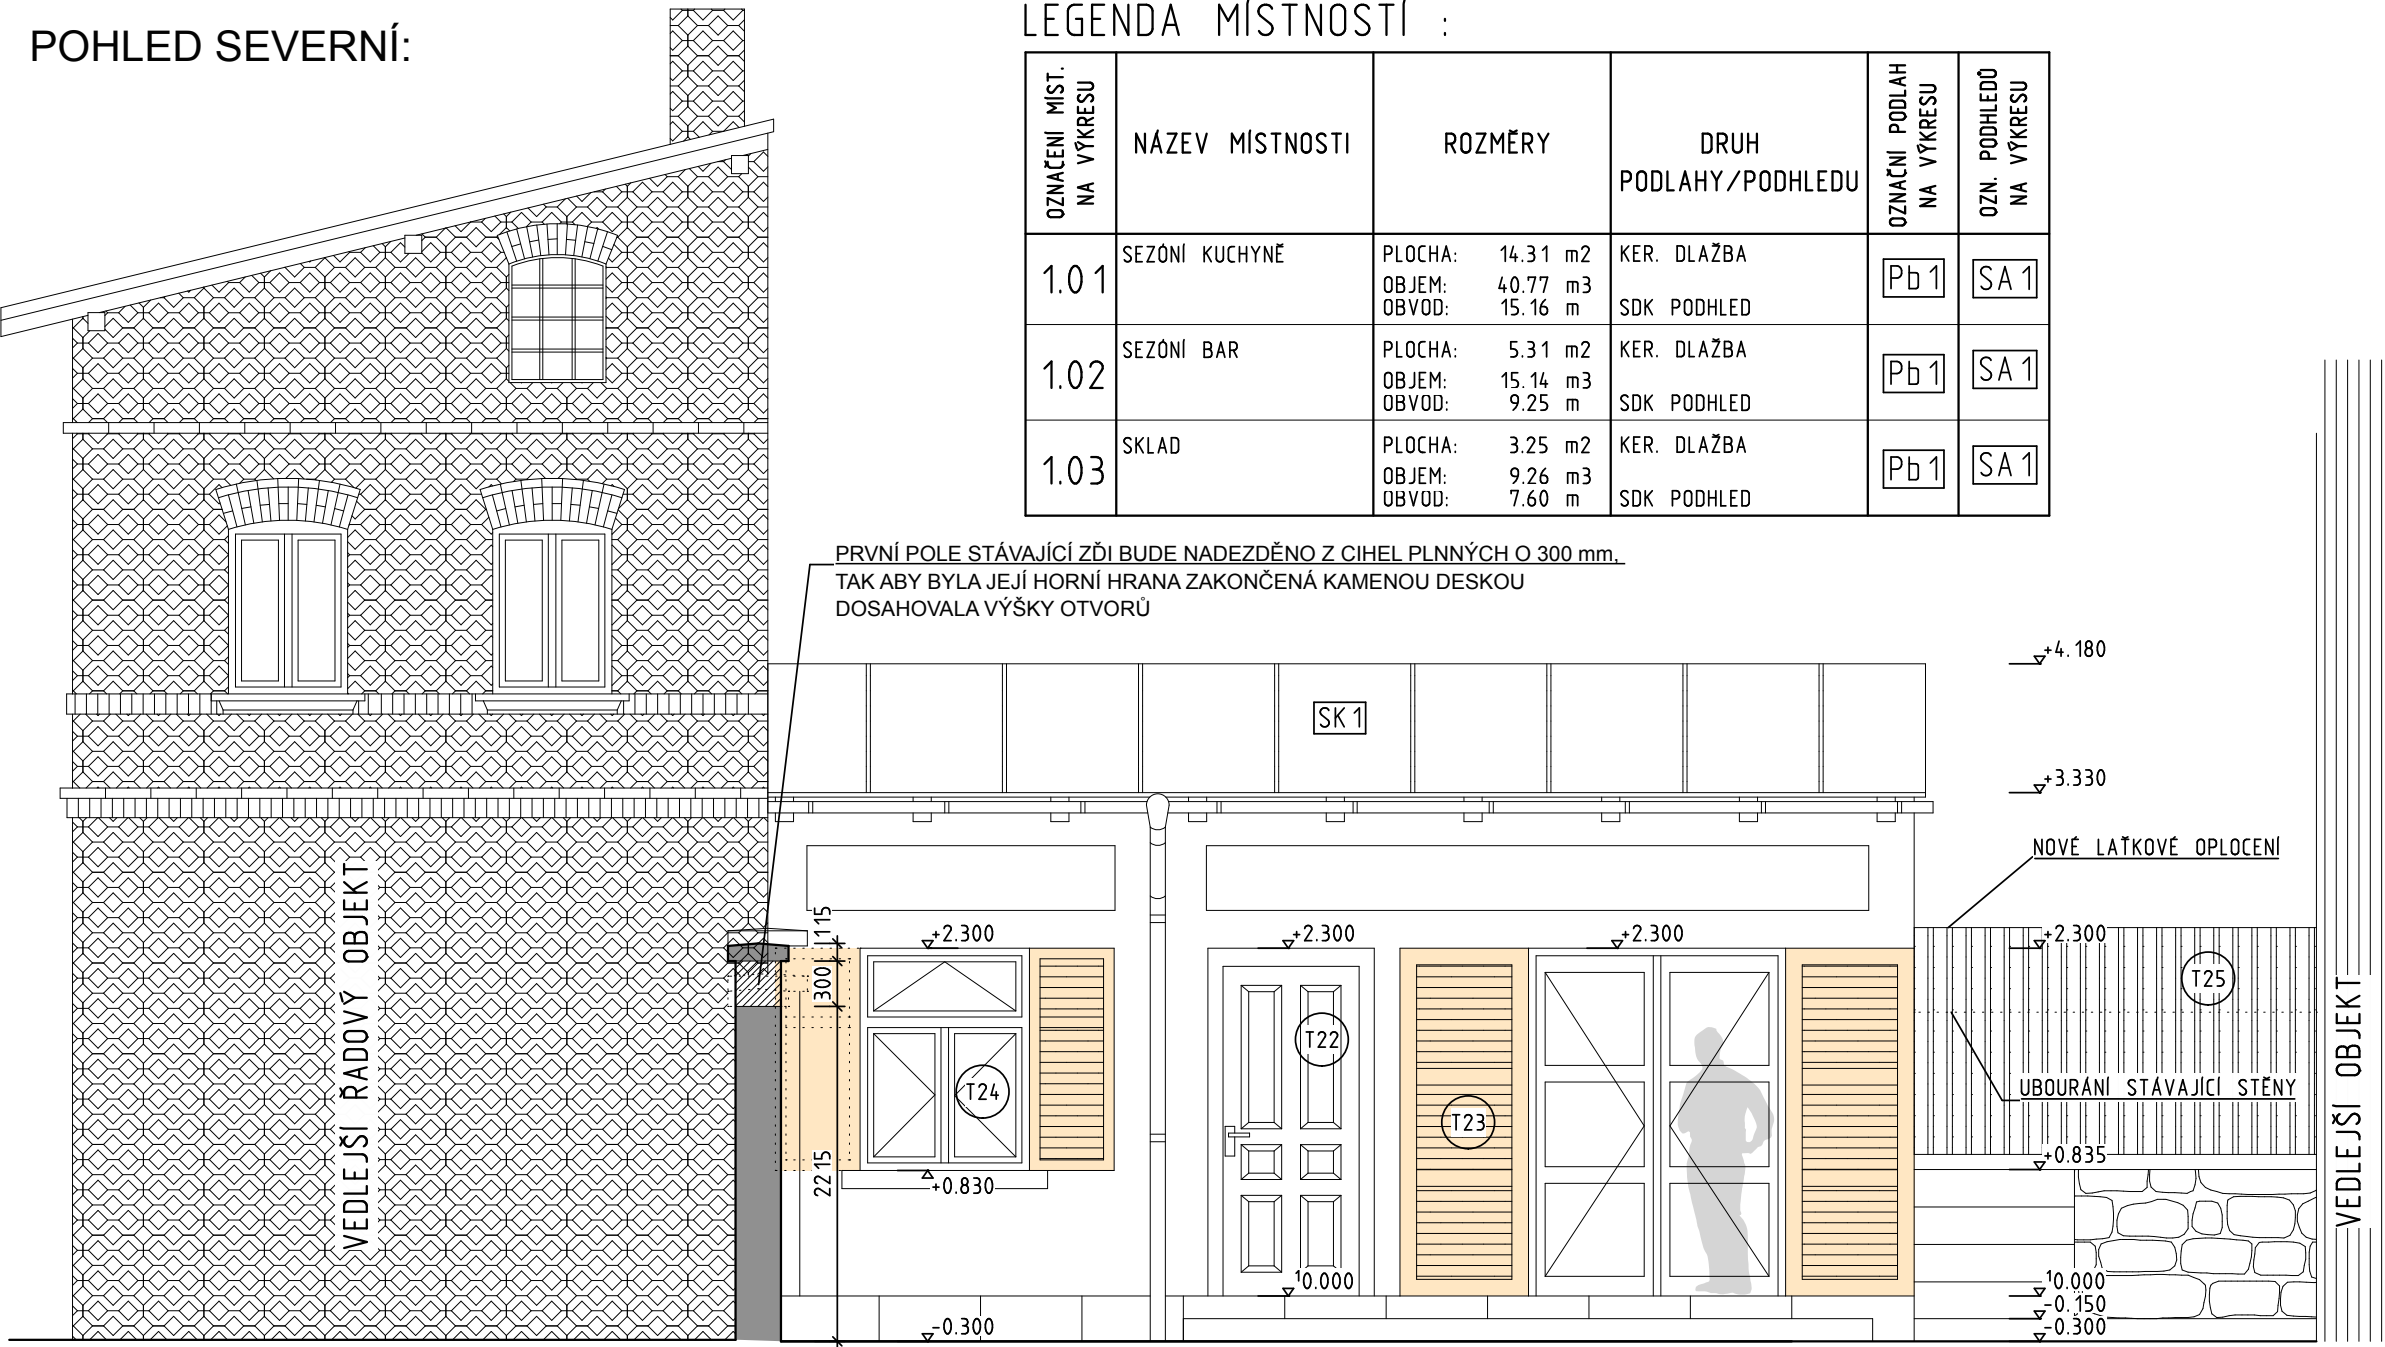 POHLED SEVERNÍ:
LEGENDA MÍSTNOSTÍ :
OZNAČENÍ MÍST.
NA VÝKRESU
NÁZEV MÍSTNOSTI
ROZMĚRY
DRUH
PODLAHY/PODHLEDU
OZNAČNÍ PODLAH
NA VÝKRESU
OZN. PODHLEDŮ
NA VÝKRESU
1.01
SEZÓNÍ KUCHYNĚ
PLOCHA: 14.31 m2
OBJEM: 40.77 m3
OBVOD: 15.16 m
KER. DLAŽBA
SDK PODHLED
Pb1
SA1
1.02
SEZÓNÍ BAR
PLOCHA: 5.31 m2
OBJEM: 15.14 m3
OBVOD: 9.25 m
KER. DLAŽBA
SDK PODHLED
Pb1
SA1
1.03
SKLAD
PLOCHA: 3.25 m2
OBJEM: 9.26 m3
OBVOD: 7.60 m
KER. DLAŽBA
SDK PODHLED
Pb1
SA1
PRVNÍ POLE STÁVAJÍCÍ ZĎI BUDE NADEZDĚNO Z CIHEL PLNNÝCH O 300 mm,
TAK ABY BYLA JEJÍ HORNÍ HRANA ZAKONČENÁ KAMENOU DESKOU
DOSAHOVALA VÝŠKY OTVORŮ
+4.180
SK1
+3.330
NOVÉ LAŤKOVÉ OPLOCENÍ
VEDLEJŠÍ ŘADOVÝ OBJEKT
115
300
2215
+2.300
+2.300
+2.300
+2.300
T25
T22
T24
T23
UBOURÁNÍ STÁVAJÍCÍ STĚNY
VEDLEJŠÍ OBJEKT
+0.835
+0.830
±0.000
±0.000
-0.150
-0.300
-0.300